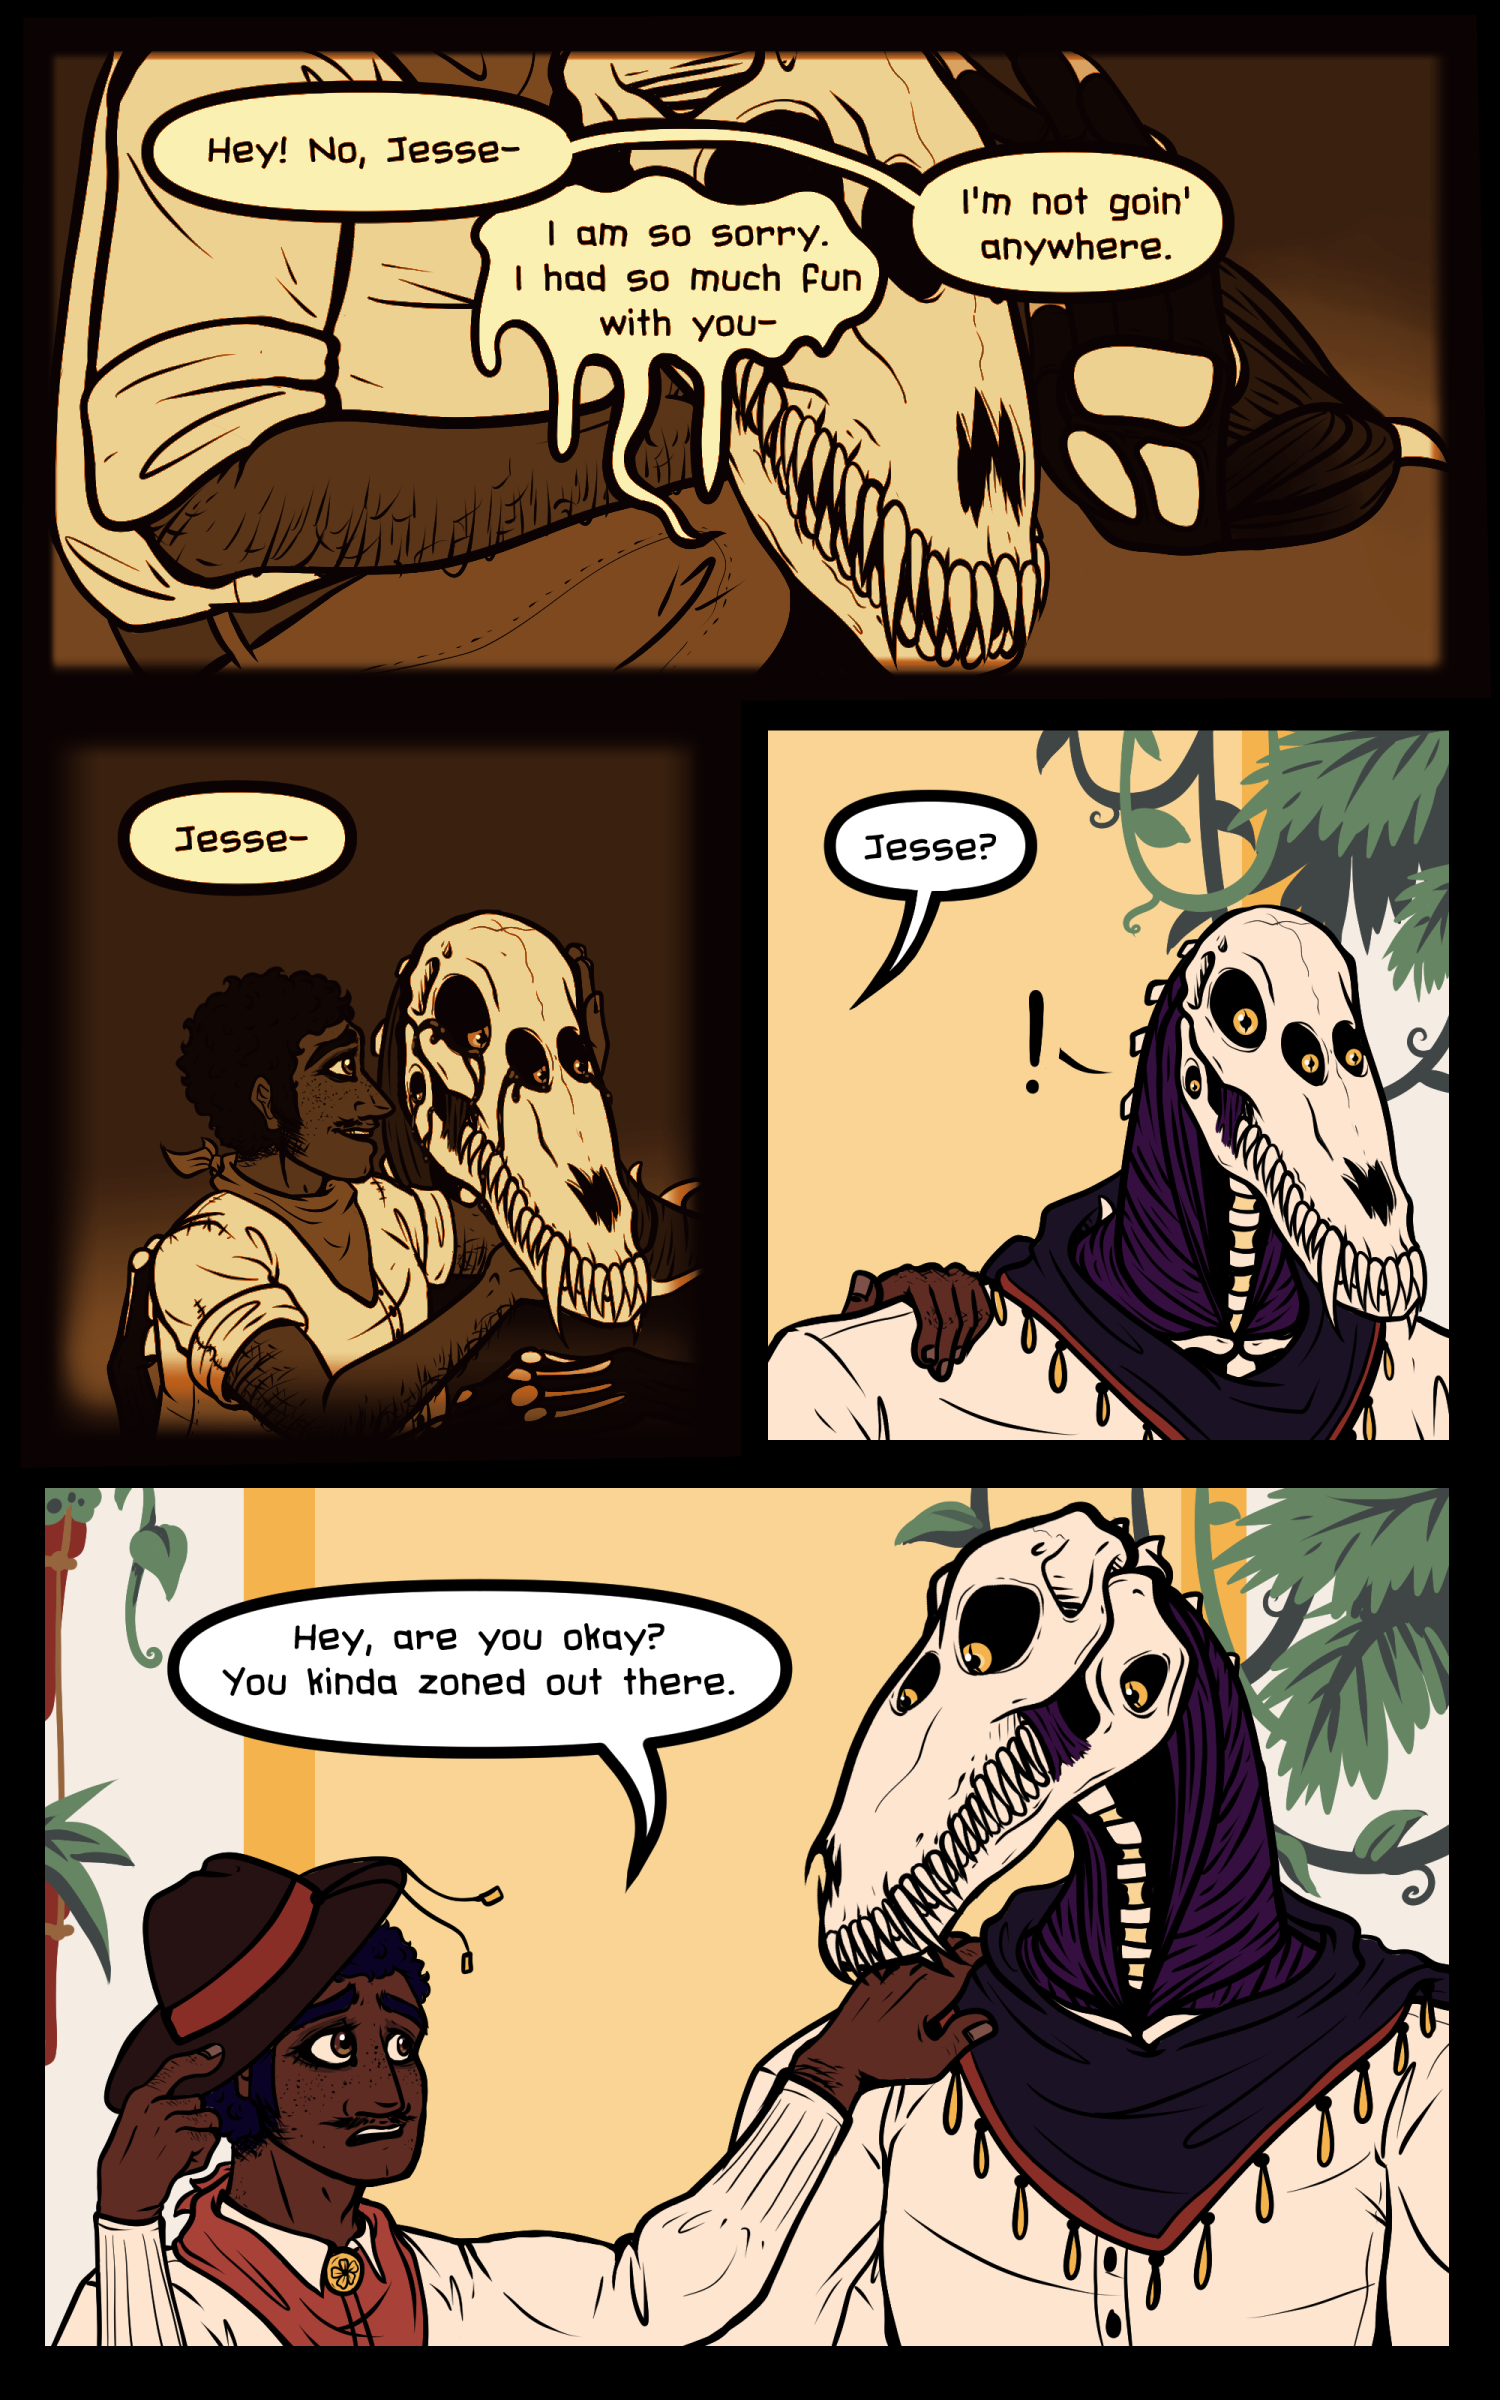 Hey! No, Jesse-
I am so sorry.
I had so much fun
with you-
I'm not goin'
anywhere.
Jesse-
Jesse?
!
Hey, are you okay?
You kinda zoned out there.